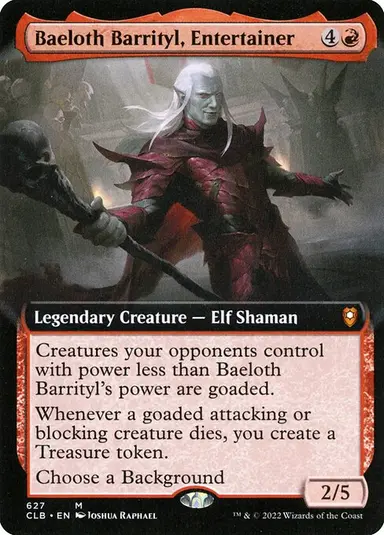 Baeloth Barrityl, Entertainer 4
Legendary Creature — Elf Shaman
Creatures your opponents control
with power less than Baeloth
Barrityl's power are goaded.
Whenever a goaded attacking or
blocking creature dies, you create a
Treasure token.
Choose a Background
2/5
627 M
CLB • EN Joshua Raphael ™ & © 2022 Wizards of the Coast